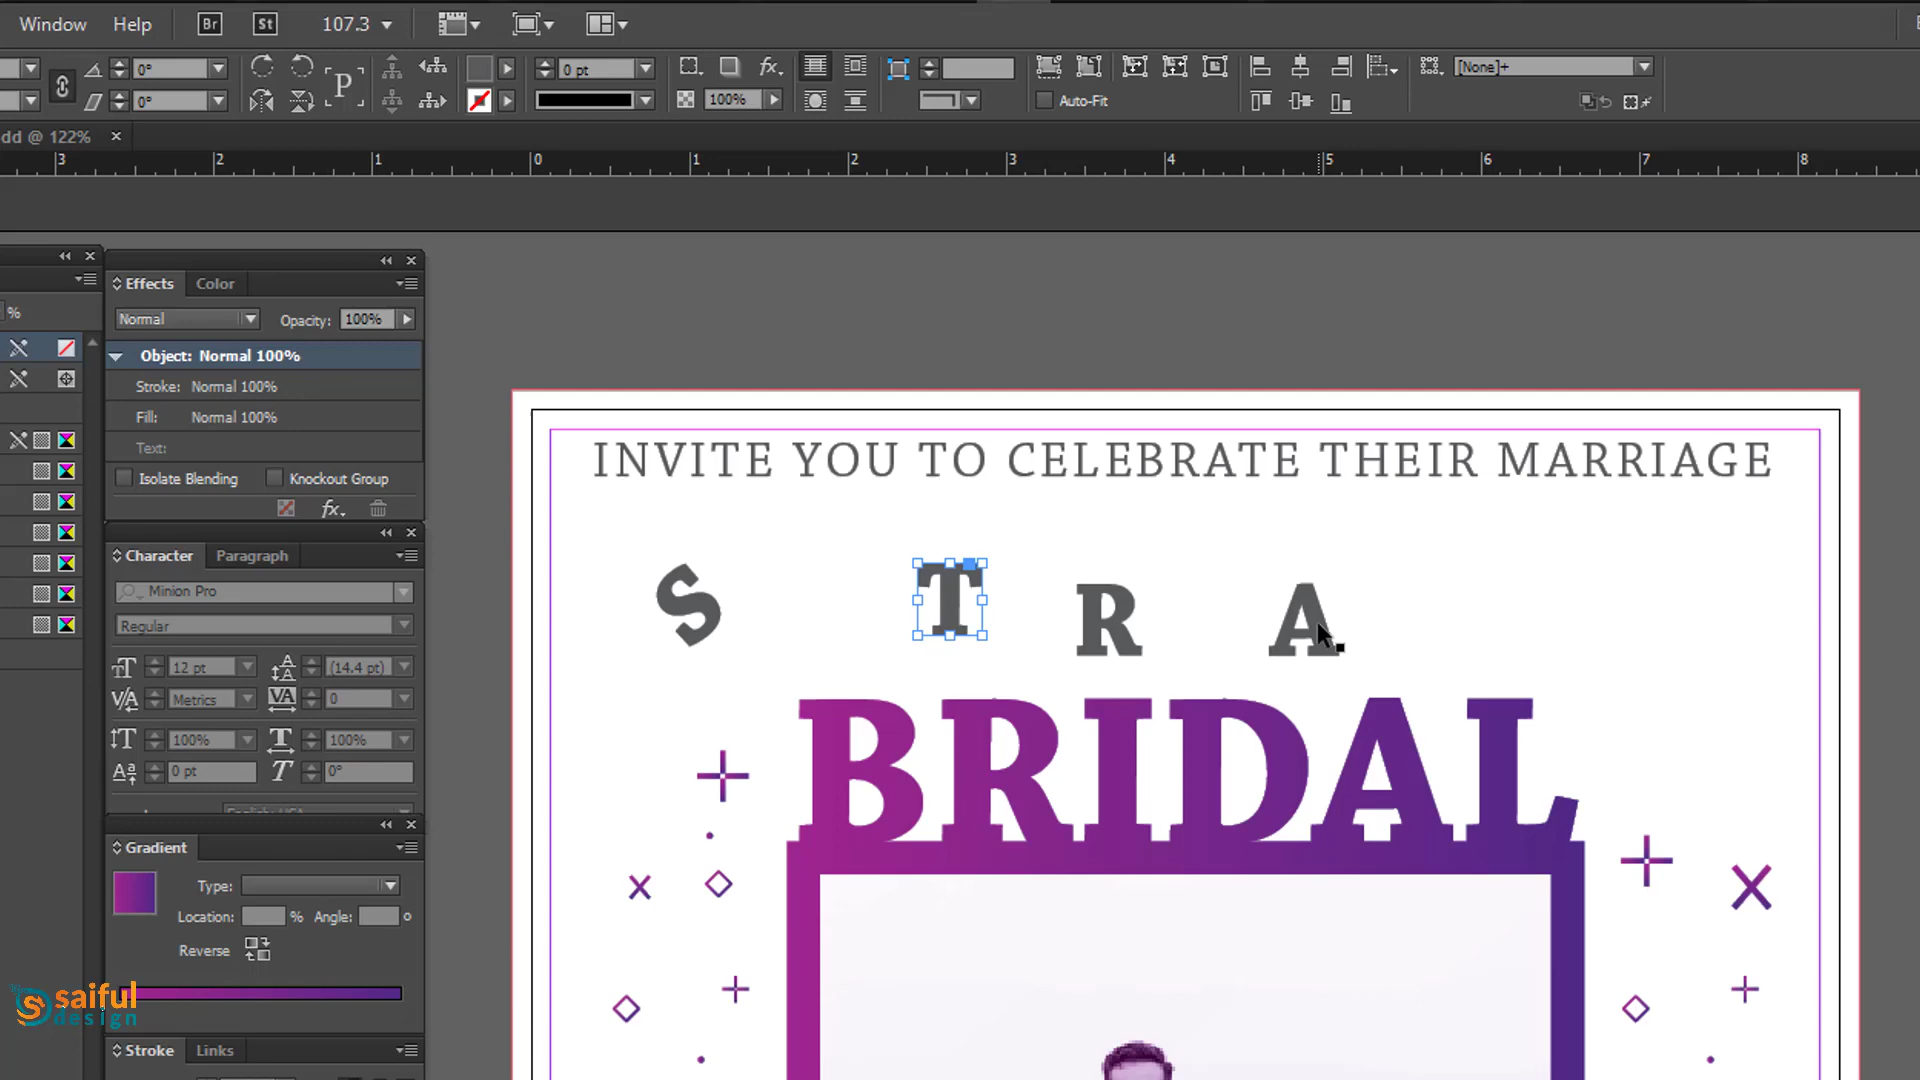 Window Help Br St 107.3
0° 0 pt fx [None]+
P
0° 100% Auto-Fit
dd @ 122% ×
3 2 1 0 1 2 3 4 5 6 7 8
Effects Color
% Normal Opacity: 100%
Object: Normal 100%
Stroke: Normal 100%
Fill: Normal 100%
Text:
Isolate Blending Knockout Group
fx.
Character Paragraph
Minion Pro
Regular
12 pt (14.4 pt)
Metrics 0
100% 100%
0 pt 0°
English: USA
Gradient
Type:
Location: % Angle: °
Reverse
Stroke Links
saiful
design
INVITE YOU TO CELEBRATE THEIR MARRIAGE
S T R A
BRIDAL